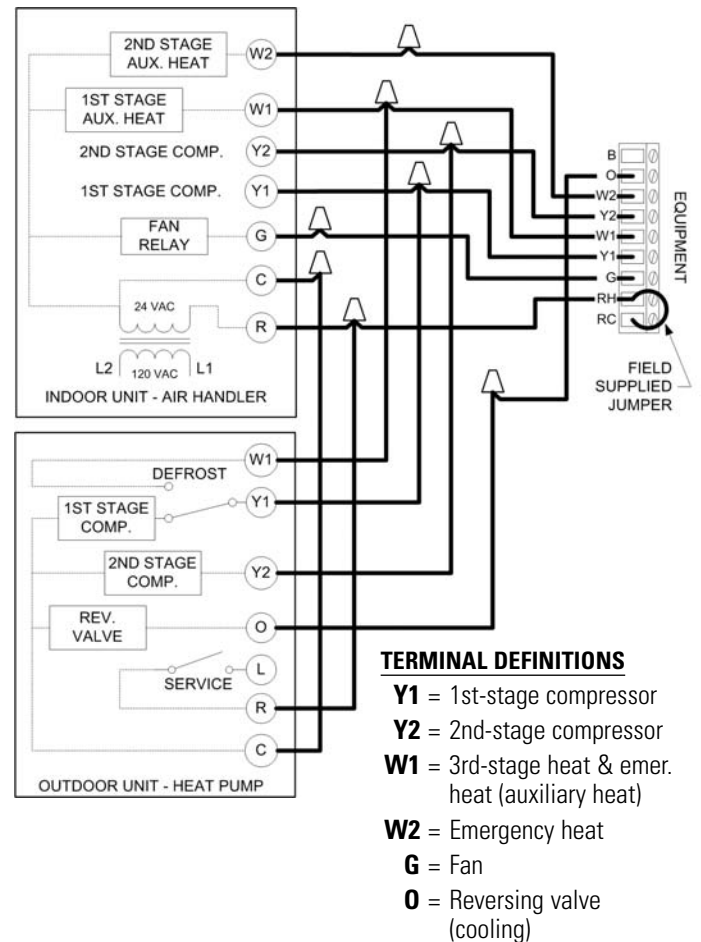 2ND STAGE
AUX. HEAT
W2
1ST STAGE
AUX. HEAT
W1
2ND STAGE COMP.
Y2
1ST STAGE COMP.
Y1
FAN
RELAY
G
C
24 VAC
R
L2
120 VAC
L1
INDOOR UNIT - AIR HANDLER
B
O
W2
Y2
W1
Y1
G
RH
RC
EQUIPMENT
FIELD
SUPPLIED
JUMPER
W1
DEFROST
Y1
1ST STAGE
COMP.
2ND STAGE
COMP.
Y2
REV.
VALVE
O
L
SERVICE
R
C
OUTDOOR UNIT - HEAT PUMP
TERMINAL DEFINITIONS
Y1 = 1st-stage compressor
Y2 = 2nd-stage compressor
W1 = 3rd-stage heat & emer.
heat (auxiliary heat)
W2 = Emergency heat
G = Fan
O = Reversing valve
(cooling)